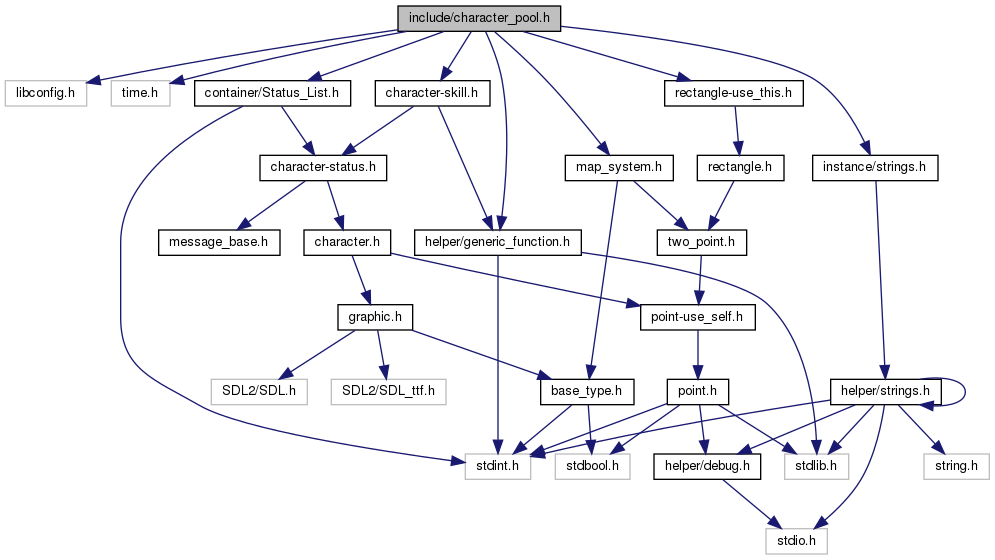 include/character_pool.h
libconfig.h
time.h
container/Status_List.h
character-skill.h
rectangle-use_this.h
character-status.h
map_system.h
rectangle.h
instance/strings.h
message_base.h
character.h
helper/generic_function.h
two_point.h
graphic.h
point-use_self.h
SDL2/SDL.h
SDL2/SDL_ttf.h
base_type.h
point.h
helper/strings.h
stdint.h
stdbool.h
helper/debug.h
stdlib.h
string.h
stdio.h